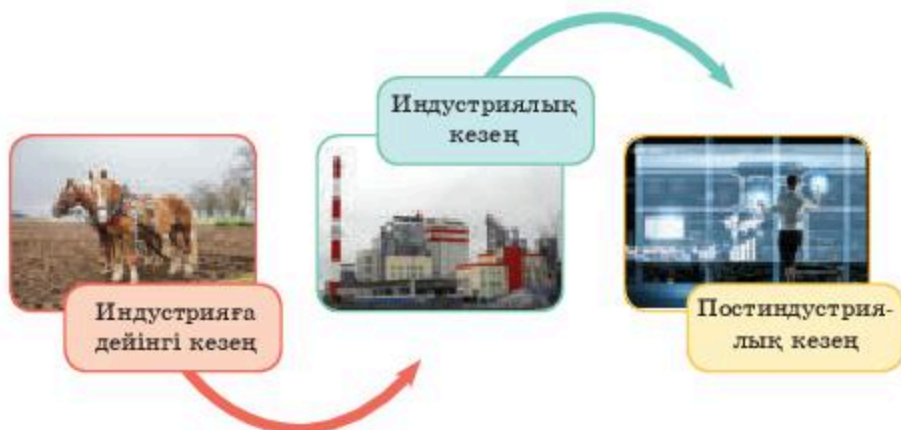 Индустрияға
дейінгі кезең
Индустриялық
кезең
Постиндустрия-
лық кезең